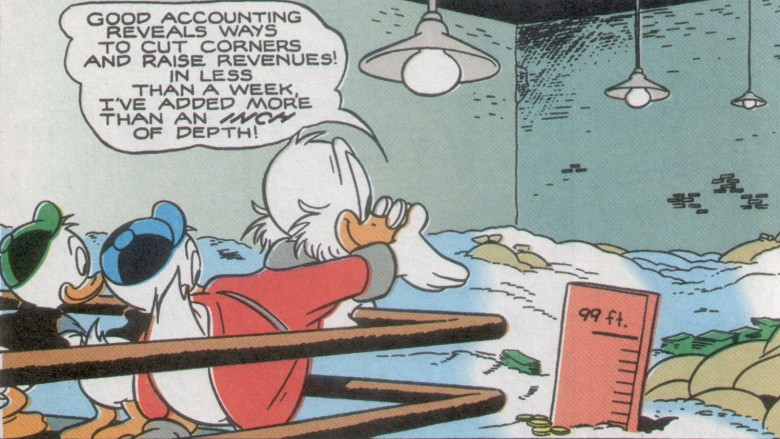 GOOD ACCOUNTING
REVEALS WAYS
TO CUT CORNERS
AND RAISE REVENUES!
IN LESS
THAN A WEEK,
I'VE ADDED MORE
THAN AN INCH
OF DEPTH!
99 ft.